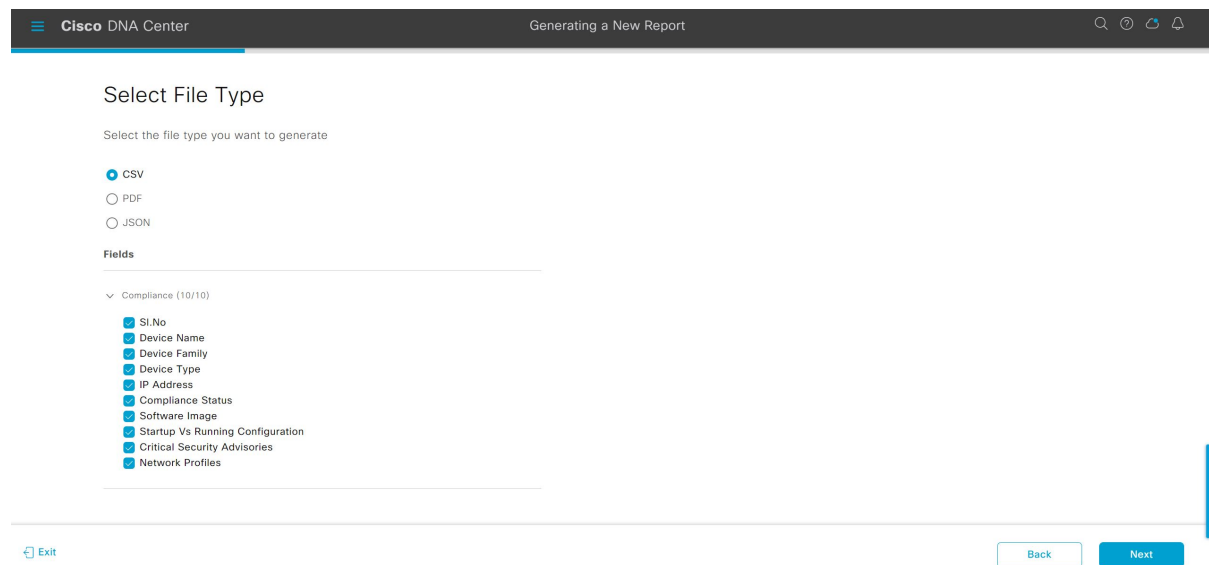 Cisco DNA Center
Generating a New Report
Select File Type
Select the file type you want to generate
CSV
PDF
JSON
Fields
Compliance (10/10)
SI.No
Device Name
Device Family
Device Type
IP Address
Compliance Status
Software Image
Startup Vs Running Configuration
Critical Security Advisories
Network Profiles
Exit
Back
Next